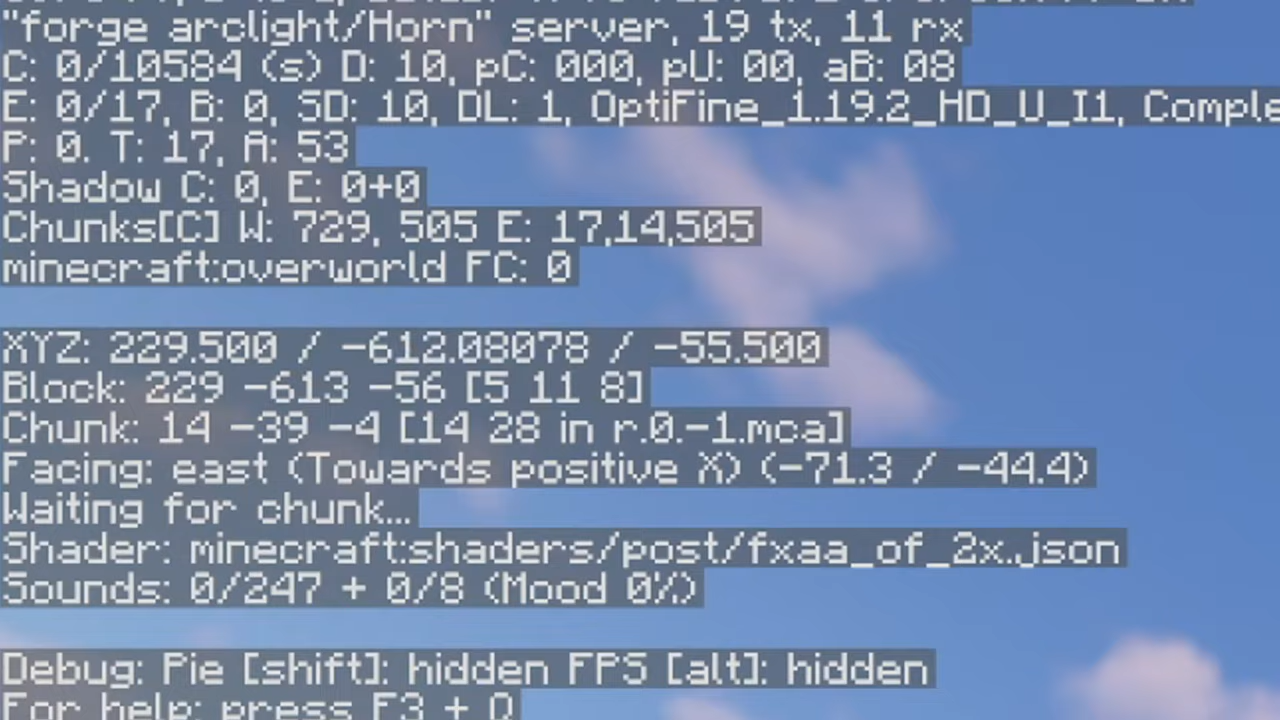 "forge arclight/Horn" server, 19 tx, 11 rx
C: 0/10584 (s) D: 10, pC: 000, pU: 00, aB: 08
E: 0/17, B: 0, SD: 10, DL: 1, OptiFine_1.19.2_HD_U_I1, Comple
P: 0. T: 17, A: 53
Shadow C: 0, E: 0+0
Chunks[C] W: 729, 505 E: 17,14,505
minecraft:overworld FC: 0
XYZ: 229.500 / -612.08078 / -55.500
Block: 229 -613 -56 [5 11 8]
Chunk: 14 -39 -4 [14 28 in r.0.-1.mca]
Facing: east (Towards positive X) (-71.3 / -44.4)
Waiting for chunk...
Shader: minecraft:shaders/post/fxaa_of_2x.json
Sounds: 0/247 + 0/8 (Mood 0%)
Debug: Pie [shift]: hidden FPS [alt]: hidden
For help: press F3 + Q